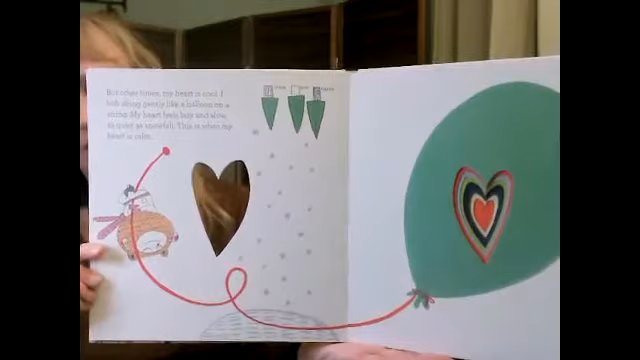 But other times, my heart is cool. I
bob along gently like a balloon on a
string. My heart feels lazy and slow,
as quiet as snowfall. This is when my
heart is calm.